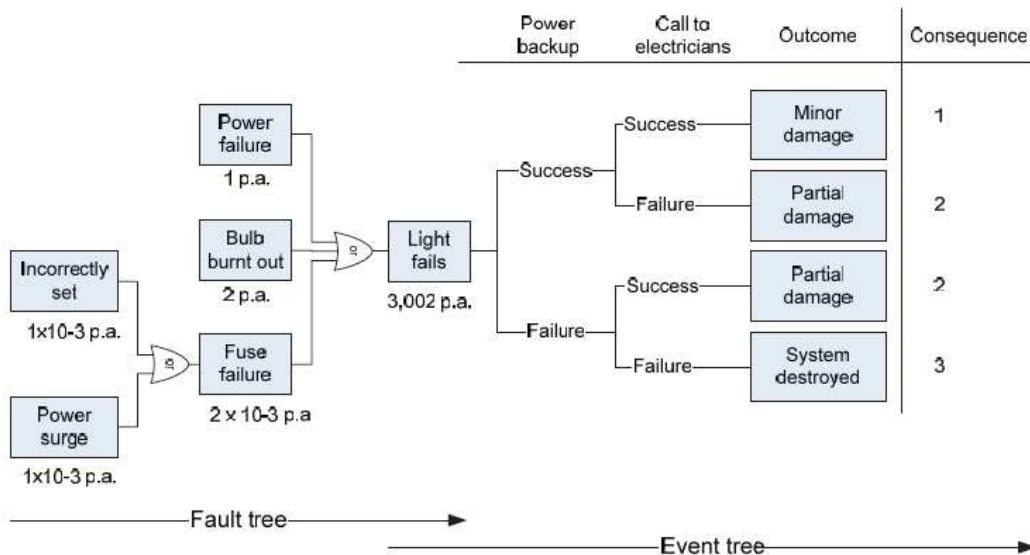 Power backup
Call to electricians
Outcome
Consequence
Power failure
1 p.a.
Bulb burnt out
2 p.a.
Incorrectly set
1x10-3 p.a.
or
Fuse failure
2 x 10-3 p.a
Power surge
1x10-3 p.a.
or
Light fails
3,002 p.a.
Success
Success
Minor damage
1
Failure
Partial damage
2
Failure
Success
Partial damage
2
Failure
System destroyed
3
Fault tree
Event tree